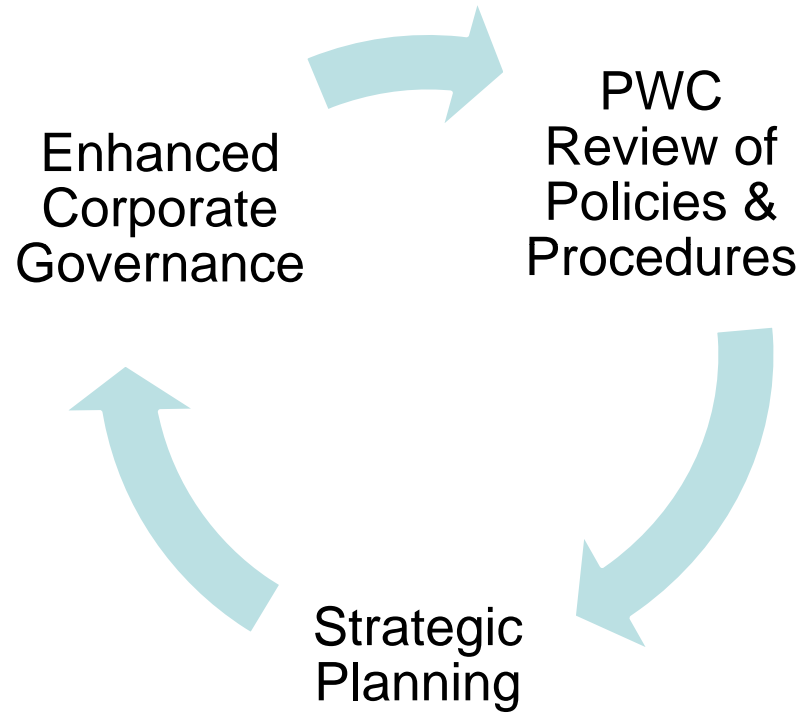 Enhanced
Corporate
Governance
PWC
Review of
Policies &
Procedures
Strategic
Planning